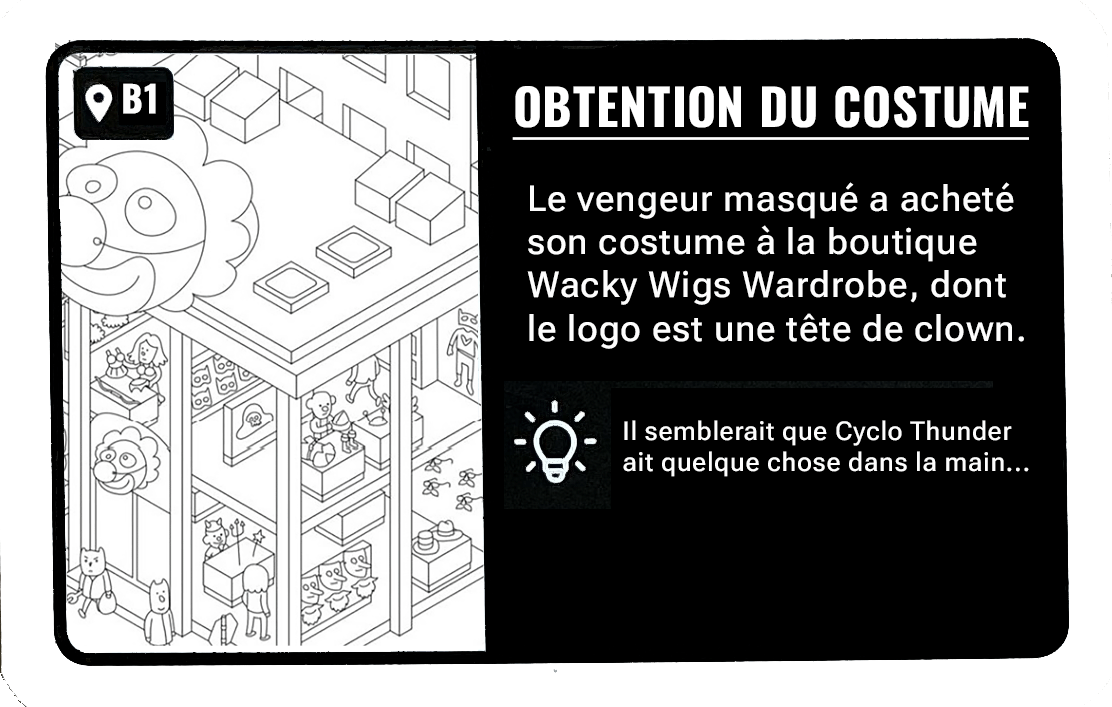 B1
OBTENTION DU COSTUME
Le vengeur masqué a acheté
son costume à la boutique
Wacky Wigs Wardrobe, dont
le logo est une tête de clown.
Il semblerait que Cyclo Thunder
ait quelque chose dans la main...